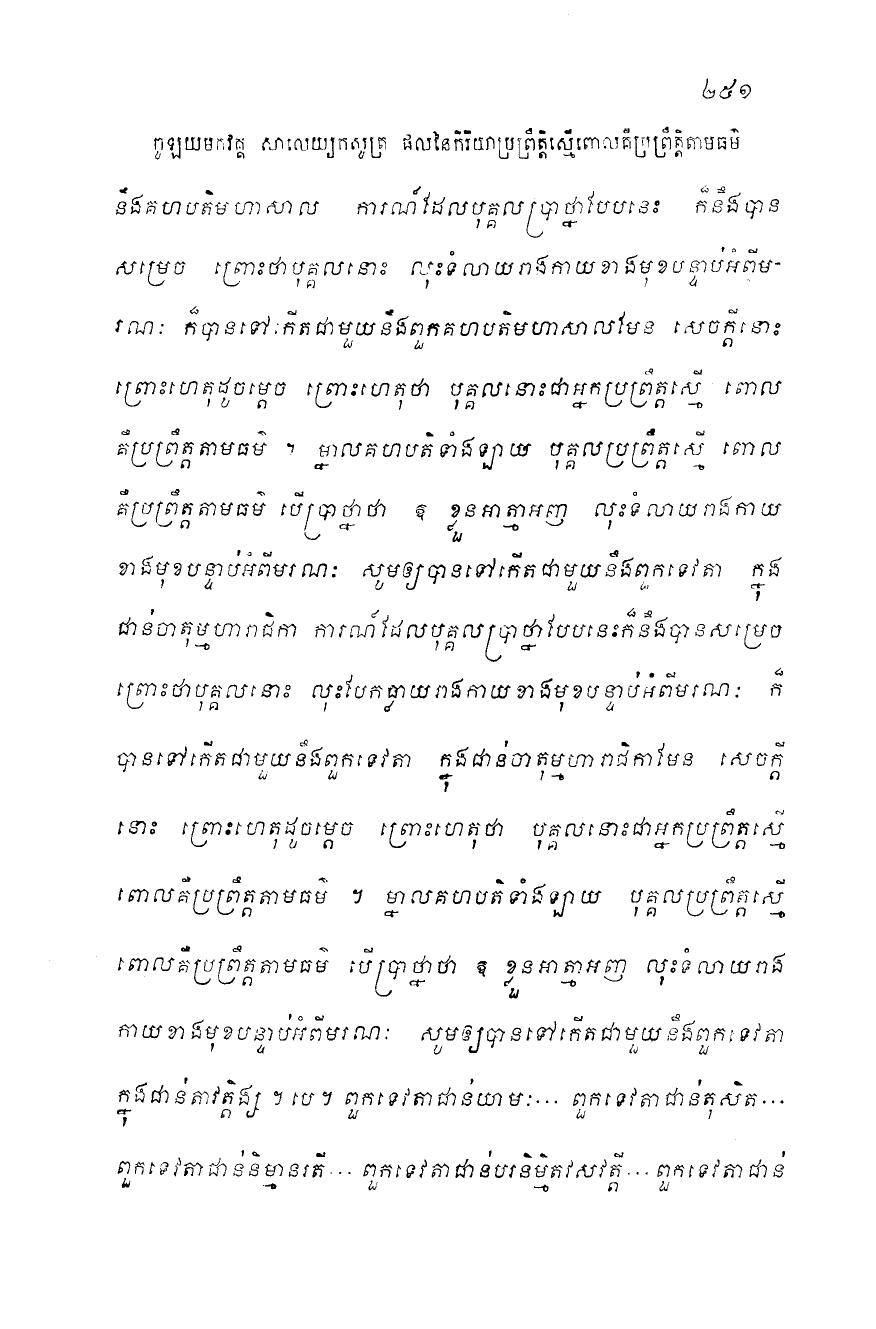 ២៥១
ចូឡយមកវគ្គ សាលេយ្យកសូត្រ ផលនៃកិរិយាប្រព្រឹត្តិស្មើពោលគឺប្រព្រឹត្តិតាមធម៌
នឹងគហបតិមហាសាល ការណ៍ដែលបុគ្គលប្រាថ្នាបែបនេះ ក៏នឹងបាន
សម្រេច ព្រោះថាបុគ្គលនោះ លុះទំលាយរាងកាយខាងមុខបន្ទាប់អំពីម-
រណៈ ក៏បានទៅកើតជាមួយនឹងពួកគហបតិមហាសាលមែន សេចក្តីនោះ
ព្រោះហេតុដូចម្តេច ព្រោះហេតុថា បុគ្គលនោះជាអ្នកប្រព្រឹត្តស្មើ ពោល
គឺប្រព្រឹត្តតាមធម៌ ។ ម្នាលគហបតិទាំងឡាយ បុគ្គលប្រព្រឹត្តស្មើ ពោល
គឺប្រព្រឹត្តតាមធម៌ បើប្រាថ្នាថា ឱ ខ្លួនអាត្មាអញ លុះទំលាយរាងកាយ
ខាងមុខបន្ទាប់អំពីមរណៈ សូមឲ្យបានទៅកើតជាមួយនឹងពួកទេវតា ក្នុង
ជាន់ចាតុម្មហារាជិកា ការណ៍ដែលបុគ្គលប្រាថ្នាបែបនេះក៏នឹងបានសម្រេច
ព្រោះថាបុគ្គលនោះ លុះបែកធ្លាយរាងកាយខាងមុខបន្ទាប់អំពីមរណៈ ក៏
បានទៅកើតជាមួយនឹងពួកទេវតា ក្នុងជាន់ចាតុម្មហារាជិកាមែន សេចក្តី
នោះ ព្រោះហេតុដូចម្តេច ព្រោះហេតុថា បុគ្គលនោះជាអ្នកប្រព្រឹត្តស្មើ
ពោលគឺប្រព្រឹត្តតាមធម៌ ។ ម្នាលគហបតិទាំងឡាយ បុគ្គលប្រព្រឹត្តស្មើ
ពោលគឺប្រព្រឹត្តតាមធម៌ បើប្រាថ្នាថា ឱ ខ្លួនអាត្មាអញ លុះទំលាយរាង
កាយខាងមុខបន្ទាប់អំពីមរណៈ សូមឲ្យបានទៅកើតជាមួយនឹងពួកទេវតា
ក្នុងជាន់តាវត្តិង្ស ។ បេ ។ ពួកទេវតាជាន់យាមៈ... ពួកទេវតាជាន់តុសិត...
ពួកទេវតាជាន់និម្មានរតី... ពួកទេវតាជាន់បរនិម្មិតវសវត្តី... ពួកទេវតាជាន់